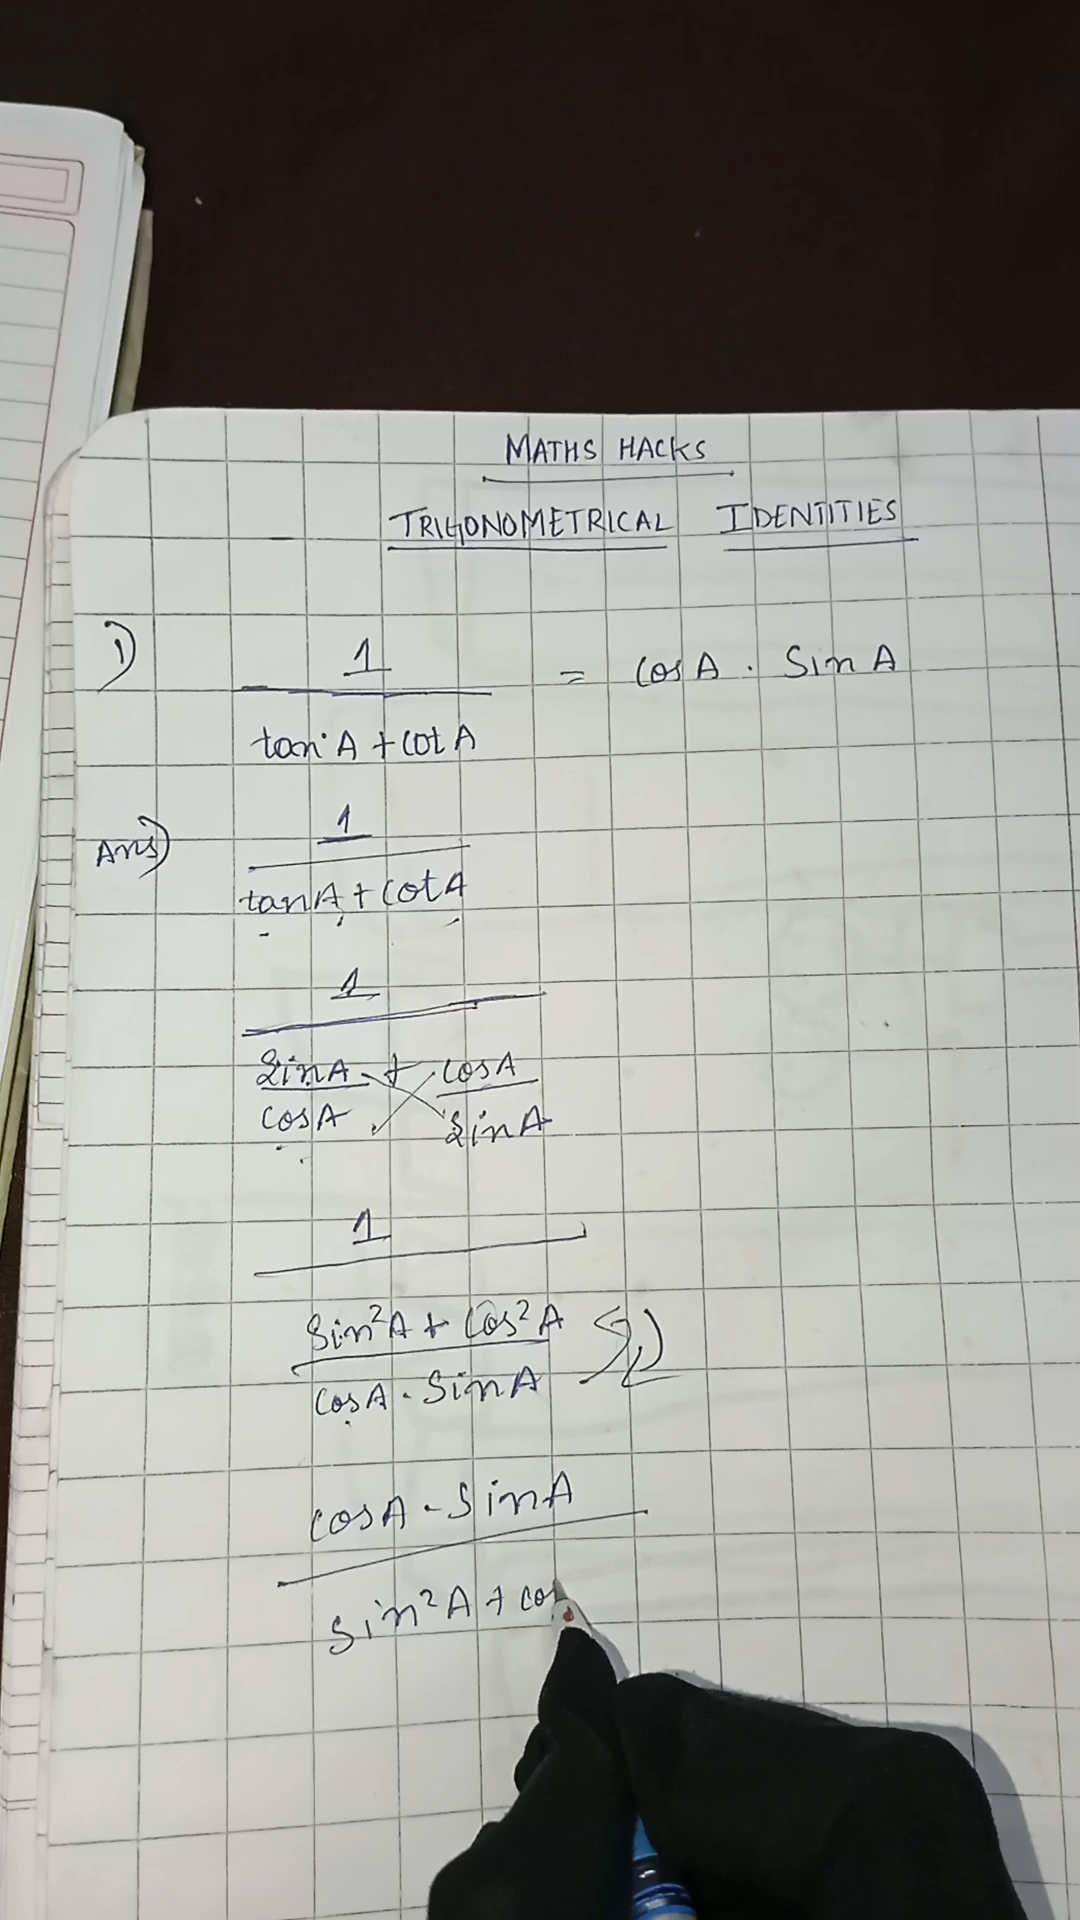 MATHS HACKS
TRIGONOMETRICAL IDENTITIES
1) 1 / tan A + cot A = cos A . Sin A
Ans) 1 / tan A + cot A
1 / Sin A / cos A + cos A / Sin A
1 / Sin²A + cos²A / cos A . Sin A
cos A . Sin A
Sin²A + co